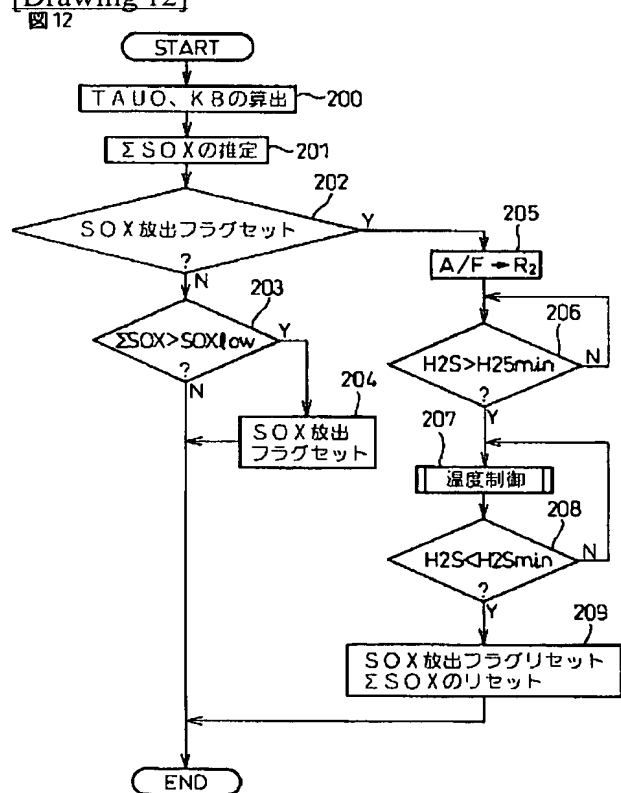 [Drawing 12]
図12
START
TAUO、KBの算出
200
ΣSOXの推定
201
202
SOX放出フラグセット
?
Y
N
203
ΣSOX>SOXlow
?
Y
N
204
SOX放出
フラグセット
205
A/F→R₂
206
H2S>H2Smin
?
N
Y
207
温度制御
208
H2S<H2Smin
?
N
Y
209
SOX放出フラグリセット
ΣSOXのリセット
END